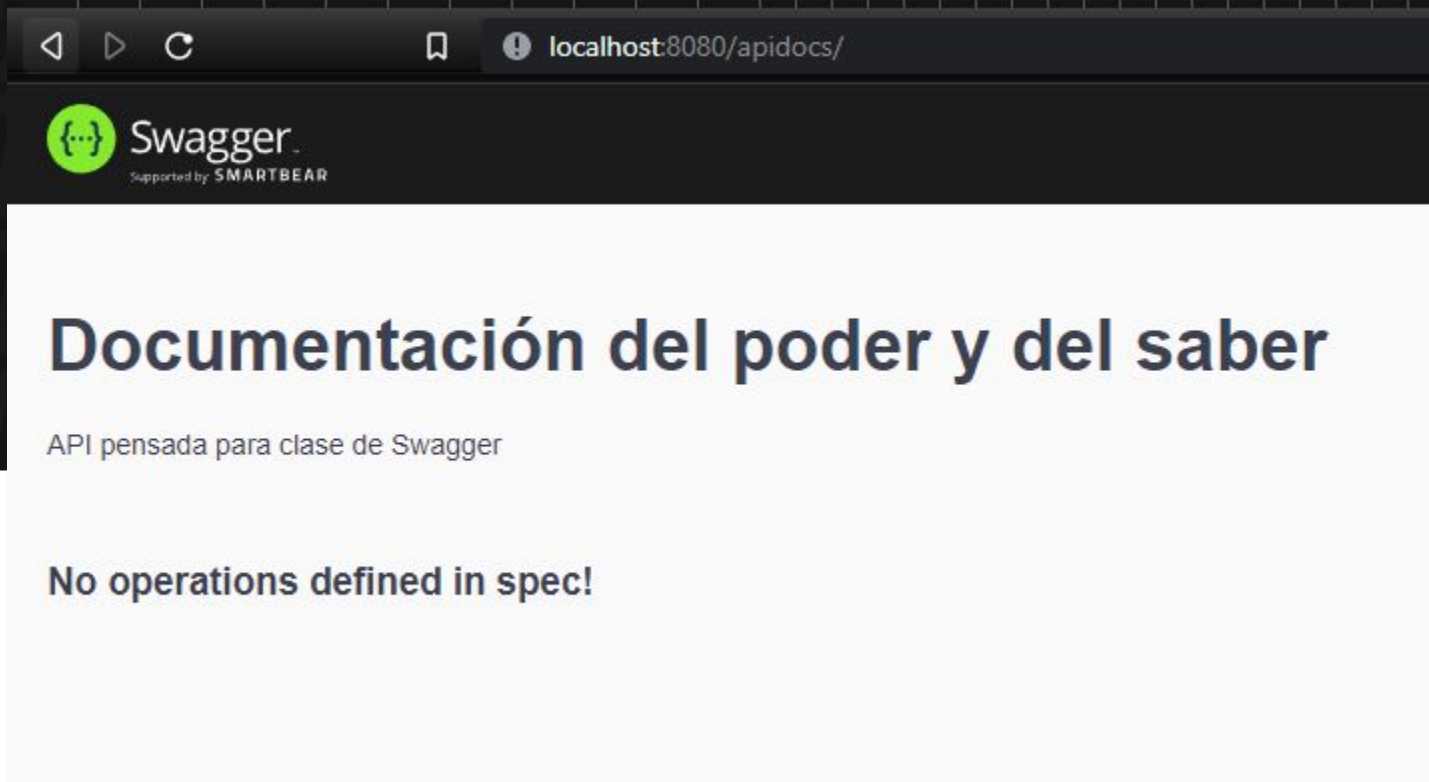 localhost:8080/apidocs/
{···} Swagger.
Supported by SMARTBEAR
Documentación del poder y del saber
API pensada para clase de Swagger
No operations defined in spec!